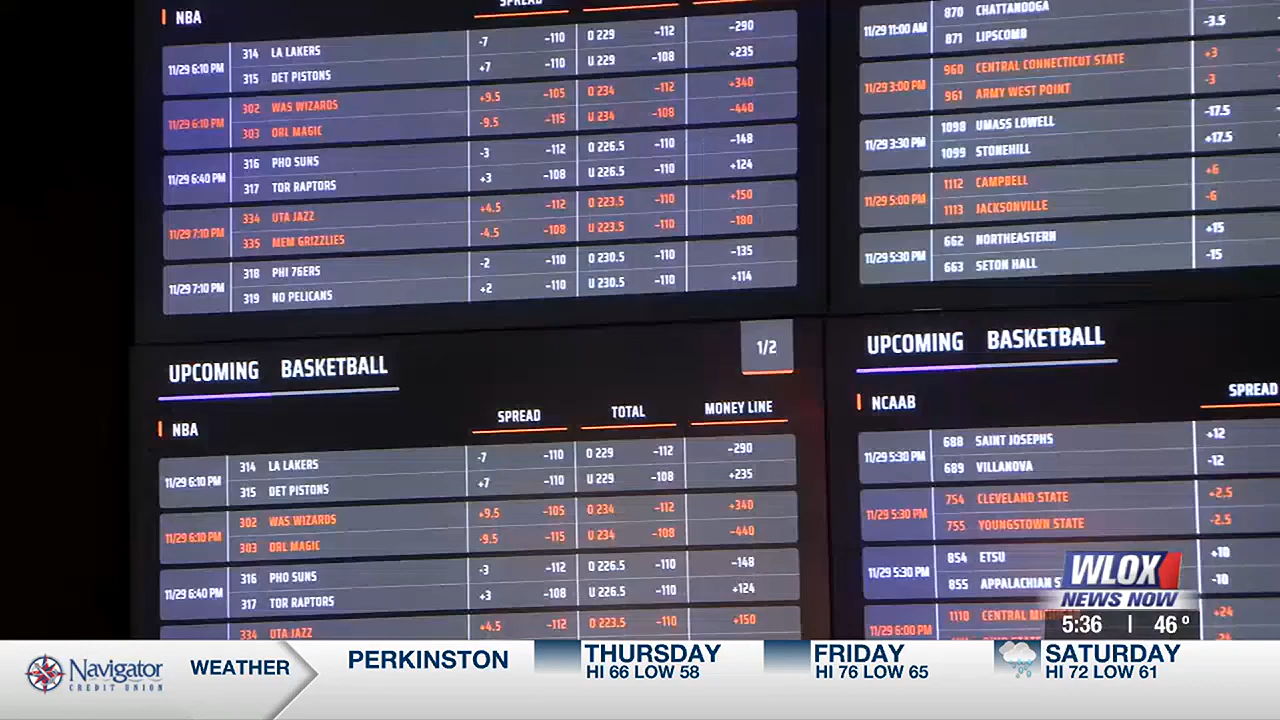 SPREAD
NBA
11/29 6:10 PM
314 LA LAKERS -7 -110 O 229 -112 -290
315 DET PISTONS +7 -110 U 229 -108 +235
11/29 6:10 PM
302 WAS WIZARDS +9.5 -105 O 234 -112 +340
303 ORL MAGIC -9.5 -115 U 234 -108 -440
11/29 6:40 PM
316 PHO SUNS -3 -112 O 226.5 -110 -148
317 TOR RAPTORS +3 -108 U 226.5 -110 +124
11/29 7:10 PM
334 UTA JAZZ +4.5 -112 O 223.5 -110 +150
335 MEM GRIZZLIES -4.5 -108 U 223.5 -110 -180
11/29 7:10 PM
318 PHI 76ERS -2 -110 O 230.5 -110 -135
319 NO PELICANS +2 -110 U 230.5 -110 +114
11/29 11:00 AM
870 CHATTANOOGA
871 LIPSCOMB -3.5
11/29 3:00 PM
960 CENTRAL CONNECTICUT STATE +3
961 ARMY WEST POINT -3
11/29 3:30 PM
1098 UMASS LOWELL -17.5
1099 STONEHILL +17.5
11/29 5:00 PM
1112 CAMPBELL +6
1113 JACKSONVILLE -6
11/29 5:30 PM
662 NORTHEASTERN +15
663 SETON HALL -15
UPCOMING BASKETBALL
1/2
NBA SPREAD TOTAL MONEY LINE
11/29 6:10 PM
314 LA LAKERS -7 -110 O 229 -112 -290
315 DET PISTONS +7 -110 U 229 -108 +235
11/29 6:10 PM
302 WAS WIZARDS +9.5 -105 O 234 -112 +340
303 ORL MAGIC -9.5 -115 U 234 -108 -440
11/29 6:40 PM
316 PHO SUNS -3 -112 O 226.5 -110 -148
317 TOR RAPTORS +3 -108 U 226.5 -110 +124
334 UTA JAZZ +4.5 -112 O 223.5 -110 +150
UPCOMING BASKETBALL
NCAAB SPREAD
11/29 5:30 PM
688 SAINT JOSEPHS +12
689 VILLANOVA -12
11/29 5:30 PM
754 CLEVELAND STATE +2.5
755 YOUNGSTOWN STATE -2.5
11/29 5:30 PM
854 ETSU +10
855 APPALACHIAN S -10
11/29 6:00 PM
1110 CENTRAL +24
WLOX
NEWS NOW
5:36 | 46°
Navigator
CREDIT UNION
WEATHER
PERKINSTON
THURSDAY
HI 66 LOW 58
FRIDAY
HI 76 LOW 65
SATURDAY
HI 72 LOW 61